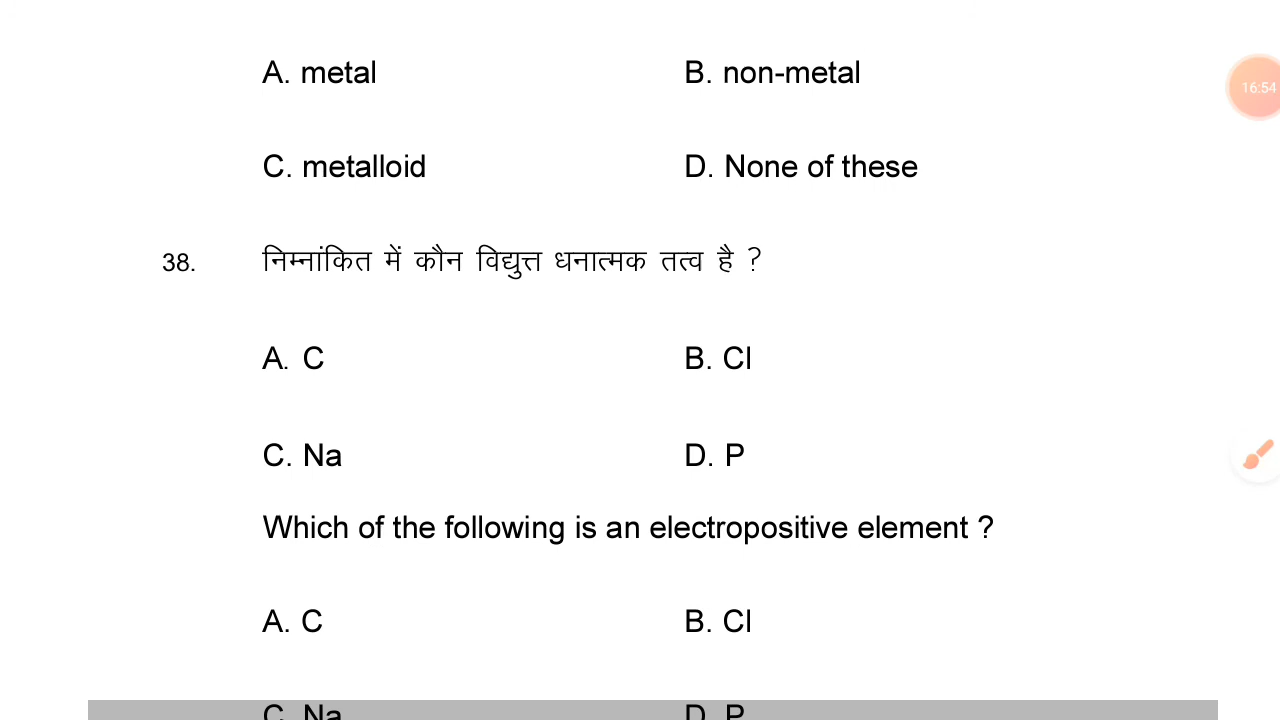 A. metal B. non-metal
16:54
C. metalloid D. None of these
38. निम्नांकित में कौन विद्युत्त धनात्मक तत्व है ?
A. C B. Cl
C. Na D. P
Which of the following is an electropositive element ?
A. C B. Cl
C. Na D. P